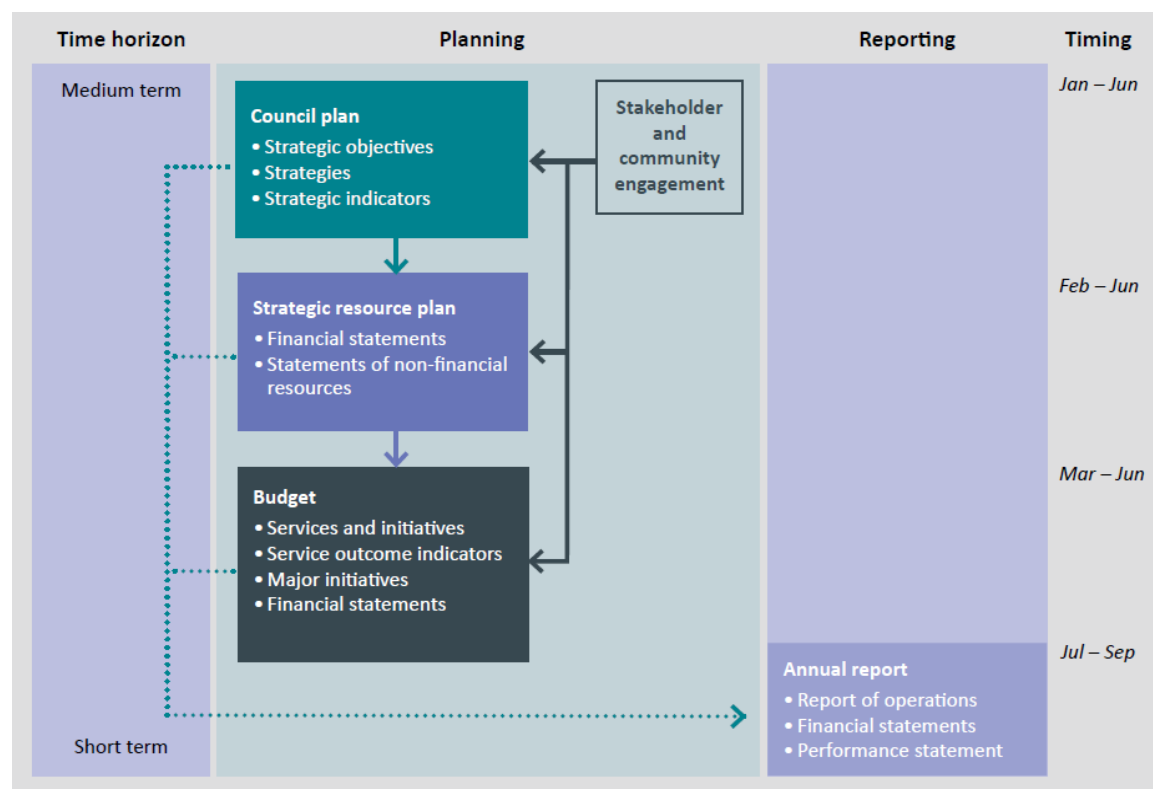 Time horizon
Planning
Reporting
Timing
Medium term
Jan – Jun
Council plan
• Strategic objectives
• Strategies
• Strategic indicators
Stakeholder
and
community
engagement
Feb – Jun
Strategic resource plan
• Financial statements
• Statements of non-financial
resources
Mar – Jun
Budget
• Services and initiatives
• Service outcome indicators
• Major initiatives
• Financial statements
Jul – Sep
Annual report
• Report of operations
• Financial statements
• Performance statement
Short term